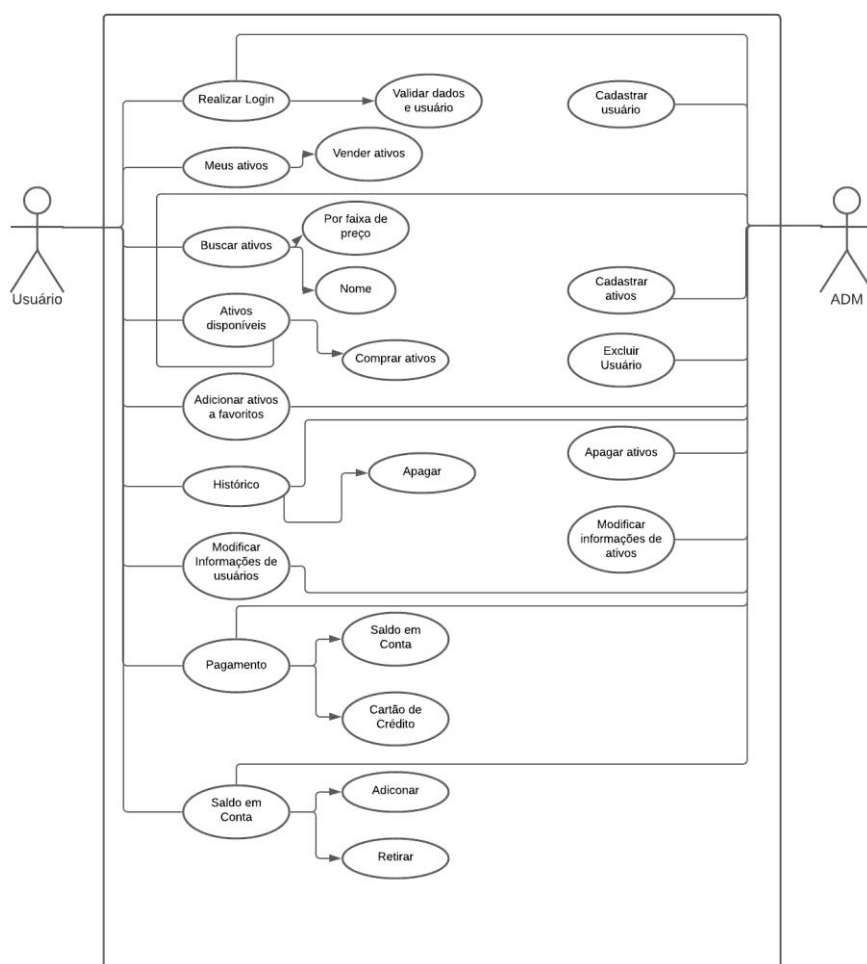 Realizar Login
Validar dados
e usuário
Cadastrar
usuário
Meus ativos
Vender ativos
Usuário
ADM
Buscar ativos
Por faixa de
preço
Nome
Cadastrar
ativos
Ativos
disponíveis
Comprar ativos
Excluir
Usuário
Adicionar ativos
a favoritos
Histórico
Apagar
Apagar ativos
Modificar
Informações de
usuários
Modificar
informações de
ativos
Pagamento
Saldo em
Conta
Cartão de
Crédito
Saldo em
Conta
Adiconar
Retirar